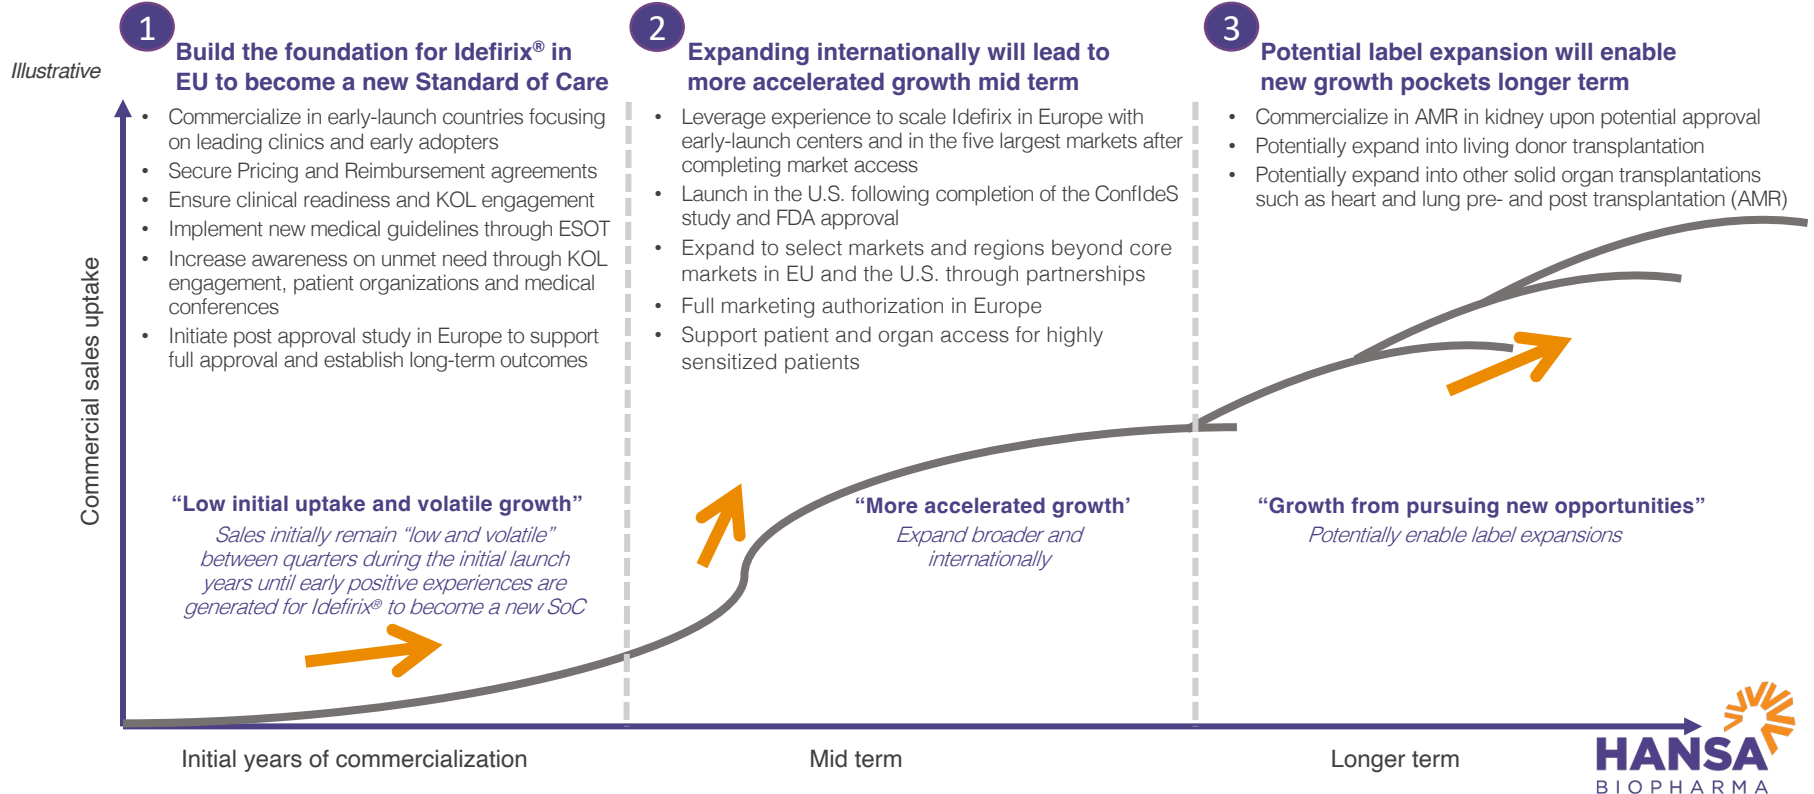 Illustrative
Commercial sales uptake
1
Build the foundation for Idefirix® in
EU to become a new Standard of Care
• Commercialize in early-launch countries focusing
on leading clinics and early adopters
• Secure Pricing and Reimbursement agreements
• Ensure clinical readiness and KOL engagement
• Implement new medical guidelines through ESOT
• Increase awareness on unmet need through KOL
engagement, patient organizations and medical
conferences
• Initiate post approval study in Europe to support
full approval and establish long-term outcomes
“Low initial uptake and volatile growth”
Sales initially remain “low and volatile”
between quarters during the initial launch
years until early positive experiences are
generated for Idefirix® to become a new SoC
Initial years of commercialization
2
Expanding internationally will lead to
more accelerated growth mid term
• Leverage experience to scale Idefirix in Europe with
early-launch centers and in the five largest markets after
completing market access
• Launch in the U.S. following completion of the ConfIdeS
study and FDA approval
• Expand to select markets and regions beyond core
markets in EU and the U.S. through partnerships
• Full marketing authorization in Europe
• Support patient and organ access for highly
sensitized patients
“More accelerated growth’
Expand broader and
internationally
Mid term
3
Potential label expansion will enable
new growth pockets longer term
• Commercialize in AMR in kidney upon potential approval
• Potentially expand into living donor transplantation
• Potentially expand into other solid organ transplantations
such as heart and lung pre- and post transplantation (AMR)
“Growth from pursuing new opportunities”
Potentially enable label expansions
Longer term
HANSA
BIOPHARMA